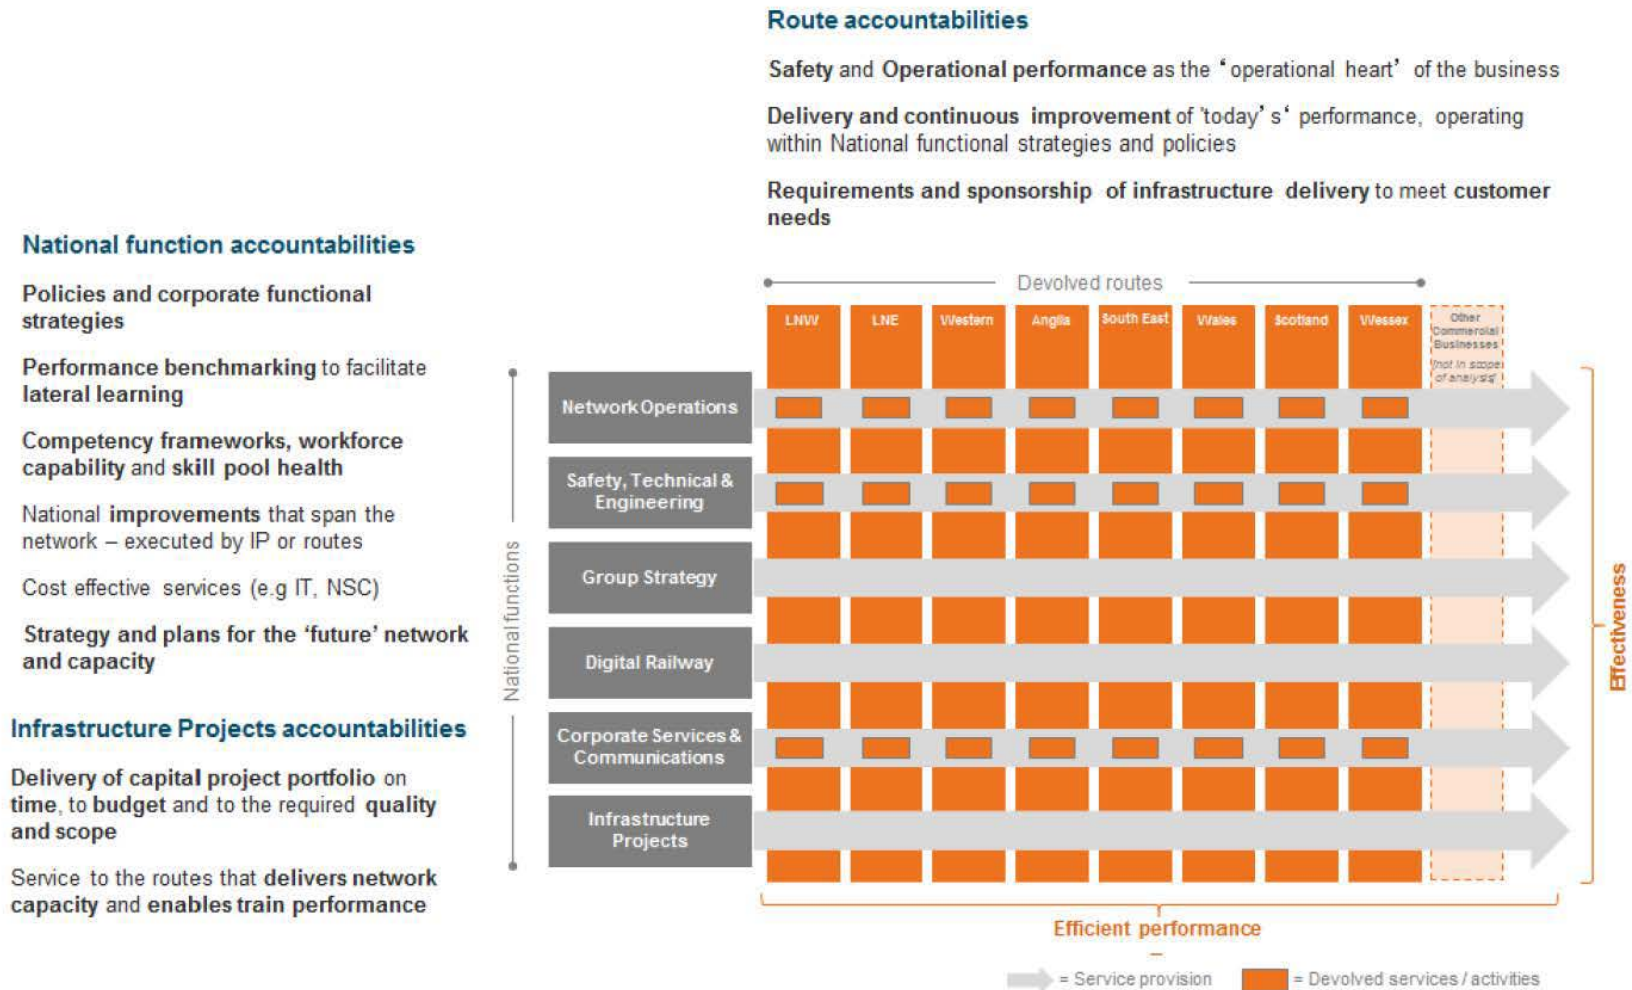 Route accountabilities
Safety and Operational performance as the ‘operational heart’ of the business
Delivery and continuous improvement of 'today’s‘ performance, operating
within National functional strategies and policies
Requirements and sponsorship of infrastructure delivery to meet customer
needs
National function accountabilities
Policies and corporate functional
strategies
Performance benchmarking to facilitate
lateral learning
Competency frameworks, workforce
capability and skill pool health
National improvements that span the
network – executed by IP or routes
Cost effective services (e.g IT, NSC)
Strategy and plans for the ‘future’ network
and capacity
Infrastructure Projects accountabilities
Delivery of capital project portfolio on
time, to budget and to the required quality
and scope
Service to the routes that delivers network
capacity and enables train performance
Devolved routes
LNW
LNE
Western
Anglia
South East
Wales
Scotland
Wessex
Other
Commercial
Businesses
[not in scope
of analysis]
National functions
Network Operations
Safety, Technical &
Engineering
Group Strategy
Digital Railway
Corporate Services &
Communications
Infrastructure
Projects
Effectiveness
Efficient performance
= Service provision
= Devolved services / activities